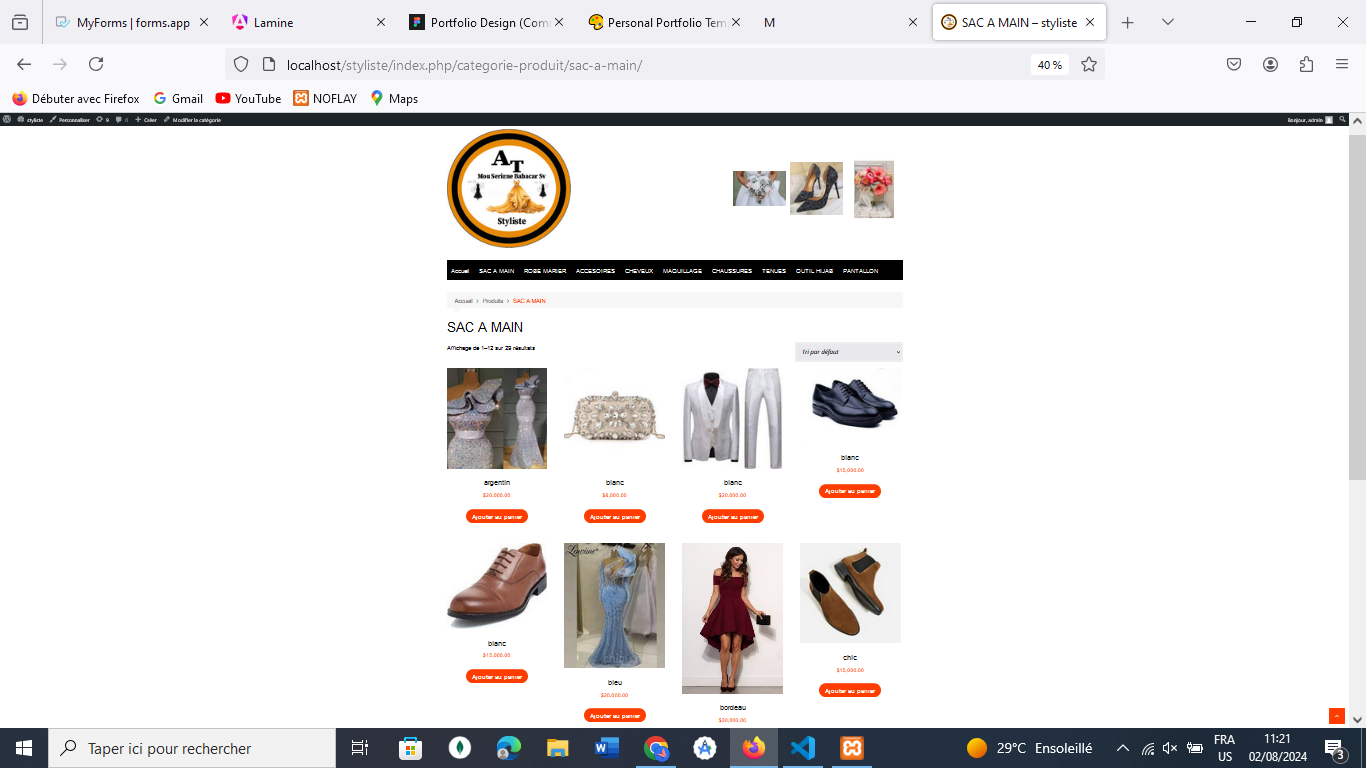 MyForms | forms.app
Lamine
Portfolio Design (Com
Personal Portfolio Tem
M
SAC A MAIN – styliste
localhost/styliste/index.php/categorie-produit/sac-a-main/
40 %
Débuter avec Firefox
Gmail
YouTube
NOFLAY
Maps
styliste
Personnaliser
9
0
Créer
Modifier la catégorie
Bonjour, admin
AT
Mou Serigne Babacar Sy
Styliste
Accueil
SAC A MAIN
ROBE MARIER
ACCESOIRES
CHEVEUX
MAQUILLAGE
CHAUSSURES
TENUES
OUTIL HIJAB
PANTALLON
Accueil > Produits > SAC A MAIN
SAC A MAIN
Affichage de 1–12 sur 29 résultats
Tri par défaut
argentin
$20,000.00
Ajouter au panier
blanc
$8,000.00
Ajouter au panier
blanc
$20,000.00
Ajouter au panier
blanc
$15,000.00
Ajouter au panier
blanc
$15,000.00
Ajouter au panier
bleu
$20,000.00
Ajouter au panier
bordeau
$30,000.00
chic
$15,000.00
Ajouter au panier
Taper ici pour rechercher
29°C Ensoleillé
FRA
US
11:21
02/08/2024
3